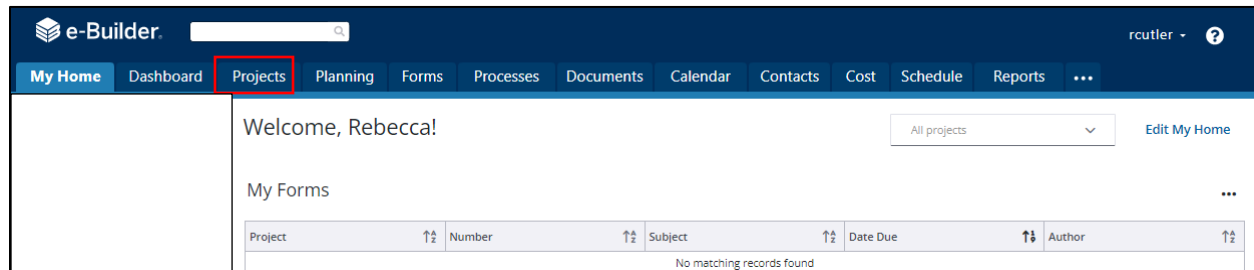 e-Builder.
rcutler
My Home Dashboard Projects Planning Forms Processes Documents Calendar Contacts Cost Schedule Reports
Welcome, Rebecca!
All projects
Edit My Home
My Forms
Project Number Subject Date Due Author
No matching records found